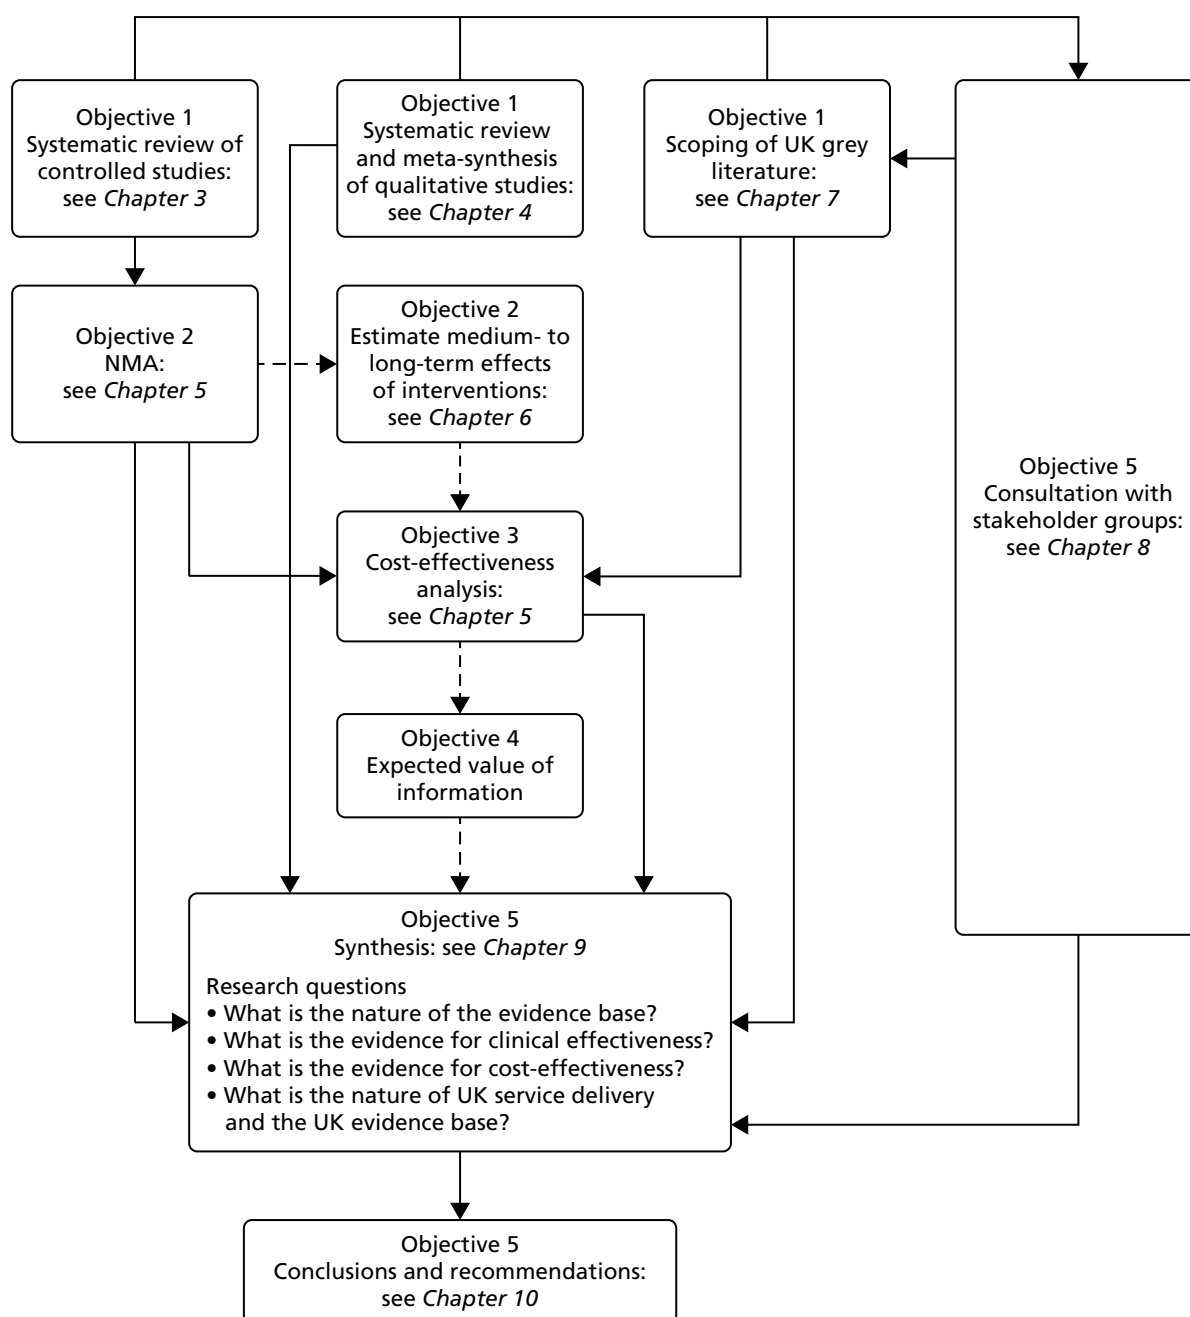 Objective 1
Systematic review of
controlled studies:
see Chapter 3
Objective 1
Systematic review
and meta-synthesis
of qualitative studies:
see Chapter 4
Objective 1
Scoping of UK grey
literature:
see Chapter 7
Objective 2
NMA:
see Chapter 5
Objective 2
Estimate medium- to
long-term effects
of interventions:
see Chapter 6
Objective 5
Consultation with
stakeholder groups:
see Chapter 8
Objective 3
Cost-effectiveness
analysis:
see Chapter 5
Objective 4
Expected value of
information
Objective 5
Synthesis: see Chapter 9
Research questions
• What is the nature of the evidence base?
• What is the evidence for clinical effectiveness?
• What is the evidence for cost-effectiveness?
• What is the nature of UK service delivery
and the UK evidence base?
Objective 5
Conclusions and recommendations:
see Chapter 10